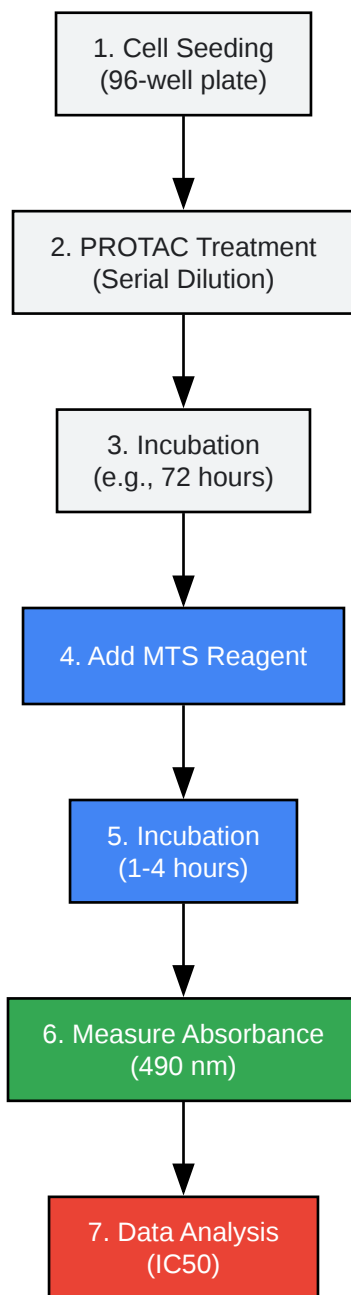 1. Cell Seeding
(96-well plate)
2. PROTAC Treatment
(Serial Dilution)
3. Incubation
(e.g., 72 hours)
4. Add MTS Reagent
5. Incubation
(1-4 hours)
6. Measure Absorbance
(490 nm)
7. Data Analysis
(IC50)